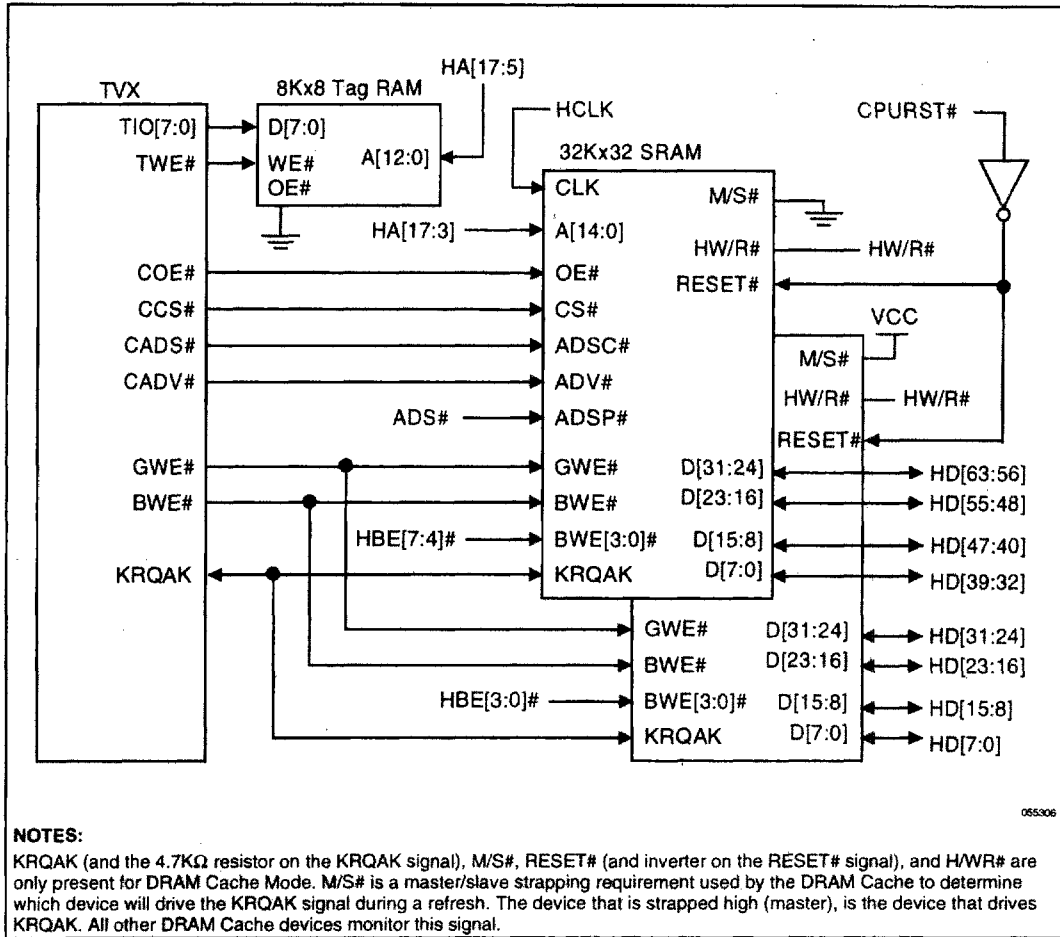 HA[17:5]
TVX
8Kx8 Tag RAM
TIO[7:0]
D[7:0]
HCLK
CPURST#
TWE#
WE#
A[12:0]
OE#
32Kx32 SRAM
CLK
M/S#
HA[17:3]
A[14:0]
HW/R#
HW/R#
COE#
OE#
RESET#
CCS#
CS#
VCC
CADS#
ADSC#
M/S#
CADV#
ADV#
HW/R#
HW/R#
ADS#
ADSP#
RESET#
GWE#
GWE#
D[31:24]
HD[63:56]
BWE#
BWE#
D[23:16]
HD[55:48]
HBE[7:4]#
BWE[3:0]#
D[15:8]
HD[47:40]
KRQAK
KRQAK
D[7:0]
HD[39:32]
GWE#
D[31:24]
HD[31:24]
BWE#
D[23:16]
HD[23:16]
HBE[3:0]#
BWE[3:0]#
D[15:8]
HD[15:8]
KRQAK
D[7:0]
HD[7:0]
055306
NOTES:
KRQAK (and the 4.7KΩ resistor on the KRQAK signal), M/S#, RESET# (and inverter on the RESET# signal), and H/WR# are
only present for DRAM Cache Mode. M/S# is a master/slave strapping requirement used by the DRAM Cache to determine
which device will drive the KRQAK signal during a refresh. The device that is strapped high (master), is the device that drives
KRQAK. All other DRAM Cache devices monitor this signal.